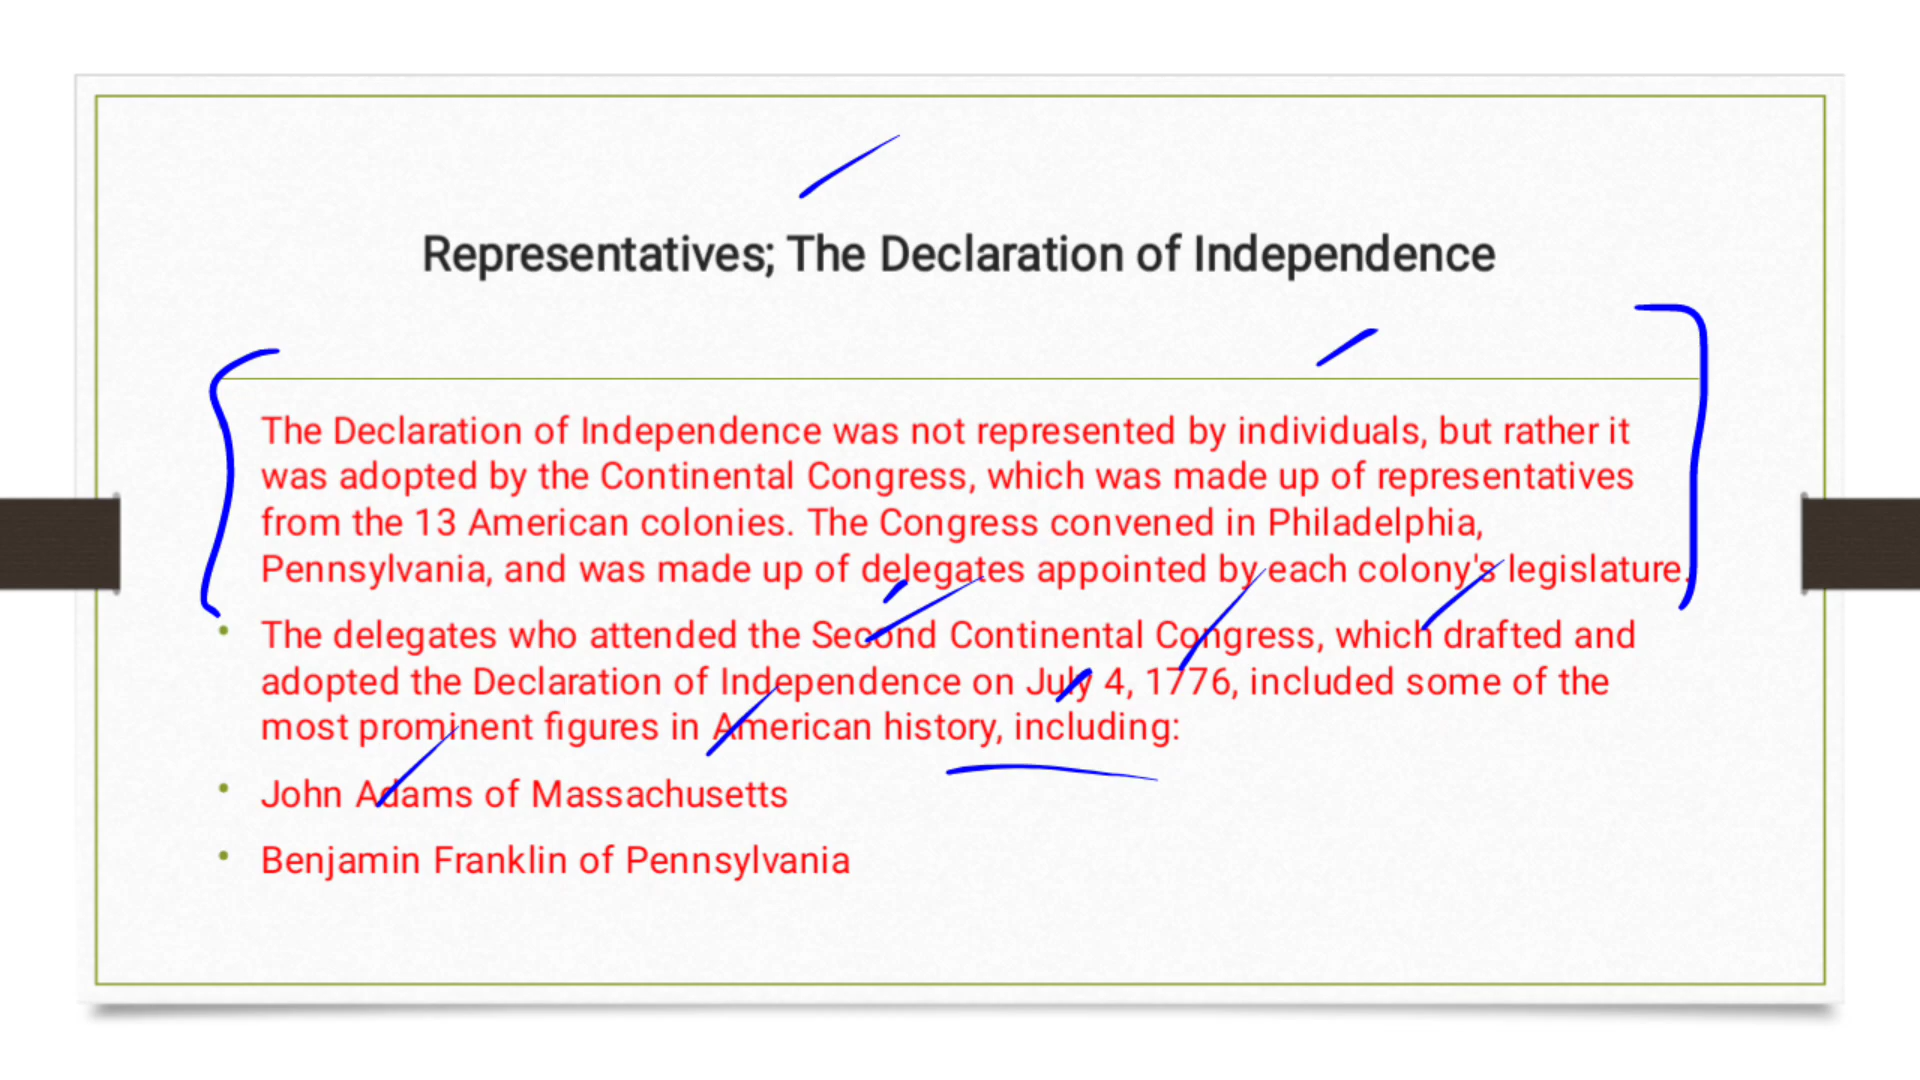 Representatives; The Declaration of Independence
The Declaration of Independence was not represented by individuals, but rather it
was adopted by the Continental Congress, which was made up of representatives
from the 13 American colonies. The Congress convened in Philadelphia,
Pennsylvania, and was made up of delegates appointed by each colony's legislature.
• The delegates who attended the Second Continental Congress, which drafted and
adopted the Declaration of Independence on July 4, 1776, included some of the
most prominent figures in American history, including:
• John Adams of Massachusetts
• Benjamin Franklin of Pennsylvania